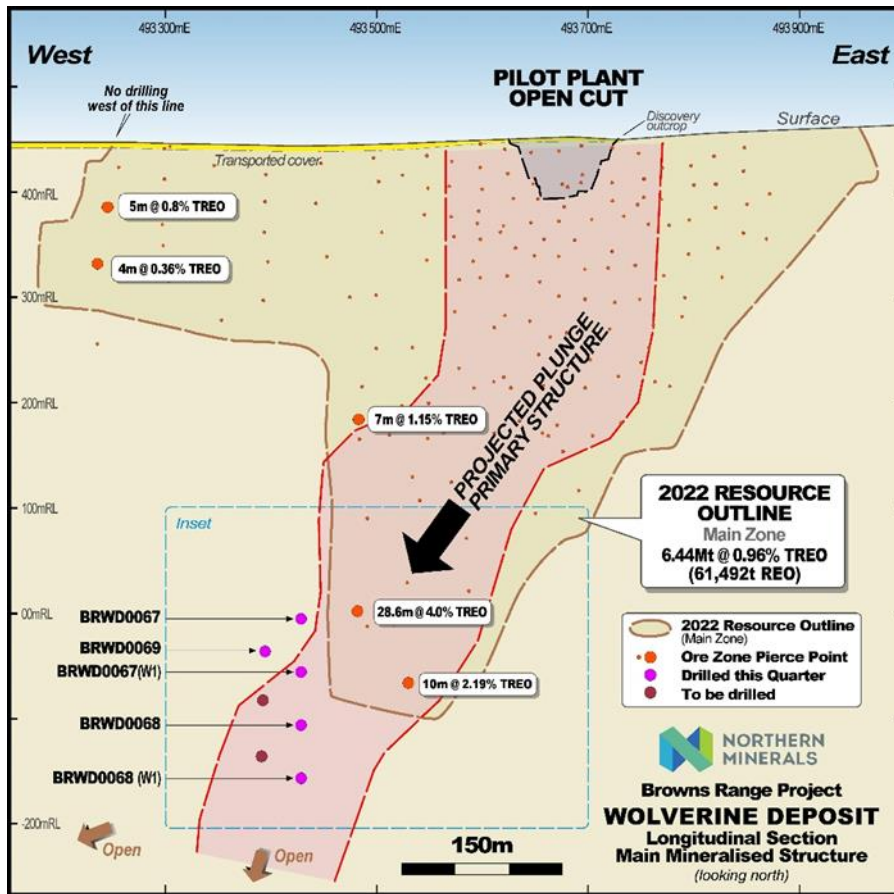 493 300mE
493 500mE
493 700mE
493 900mE
West
East
No drilling
west of this line
PILOT PLANT
OPEN CUT
Discovery
outcrop
Surface
Transported cover
400mRL
5m @ 0.8% TREO
4m @ 0.36% TREO
300mRL
PROJECTED PLUNGE
PRIMARY STRUCTURE
200mRL
7m @ 1.15% TREO
100mRL
Inset
2022 RESOURCE
OUTLINE
Main Zone
6.44Mt @ 0.96% TREO
(61,492t REO)
00mRL
BRWD0067
28.6m @ 4.0% TREO
BRWD0069
BRWD0067(W1)
10m @ 2.19% TREO
BRWD0068
BRWD0068 (W1)
2022 Resource Outline
(Main Zone)
Ore Zone Pierce Point
Drilled this Quarter
To be drilled
NORTHERN
MINERALS
Browns Range Project
WOLVERINE DEPOSIT
Longitudinal Section
Main Mineralised Structure
(looking north)
-200mRL
Open
Open
150m